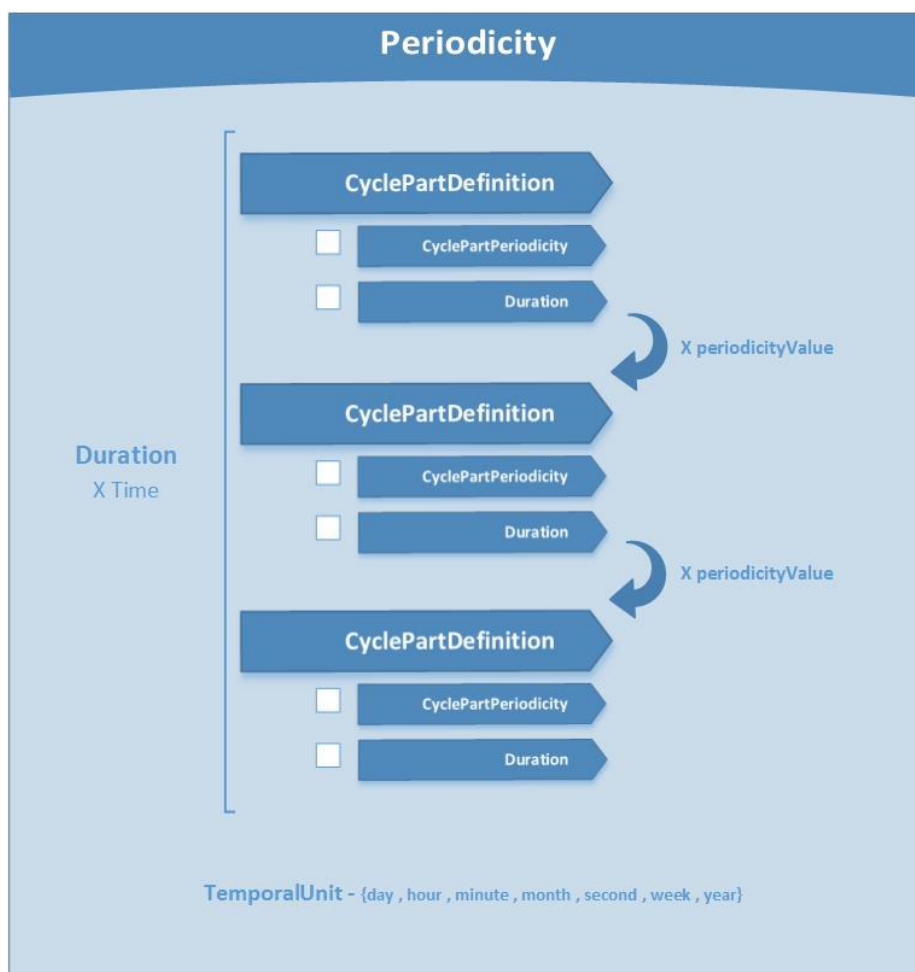 Periodicity
CyclePartDefinition
CyclePartPeriodicity
Duration
X periodicityValue
CyclePartDefinition
Duration
X Time
CyclePartPeriodicity
Duration
X periodicityValue
CyclePartDefinition
CyclePartPeriodicity
Duration
TemporalUnit - {day , hour , minute , month , second , week , year}